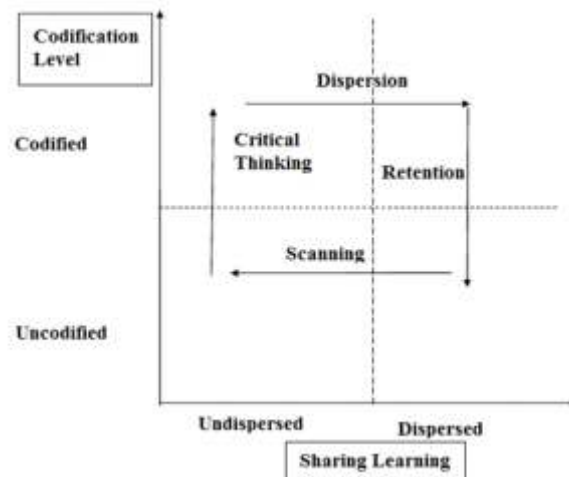 Codification
Level
Dispersion
Codified
Critical
Thinking
Retention
Scanning
Uncodified
Undispersed
Dispersed
Sharing Learning